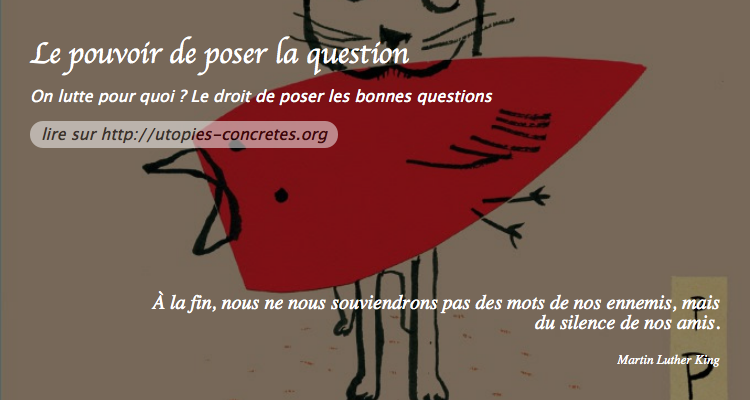 Le pouvoir de poser la question
On lutte pour quoi ? Le droit de poser les bonnes questions
lire sur http://utopies-concretes.org
À la fin, nous ne nous souviendrons pas des mots de nos ennemis, mais
du silence de nos amis.
Martin Luther King
P